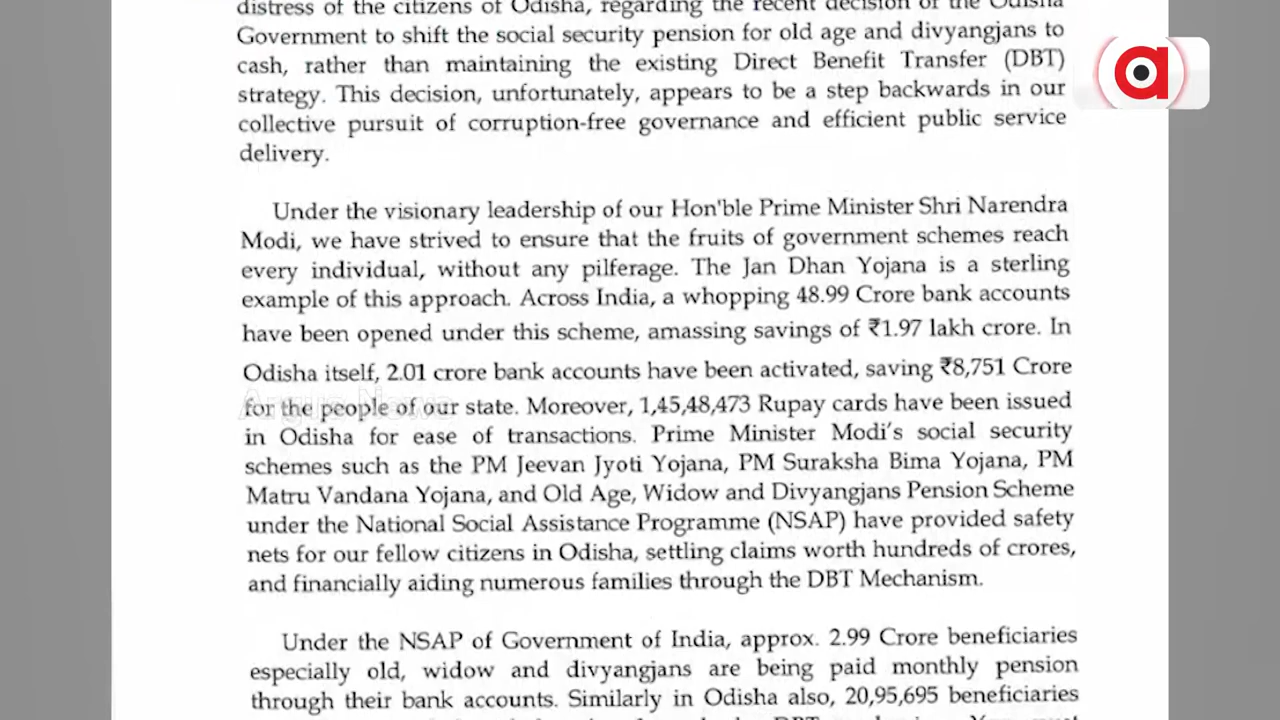 distress of the citizens of Odisha, regarding the recent decision of the Odisha
Government to shift the social security pension for old age and divyangjans to
cash, rather than maintaining the existing Direct Benefit Transfer (DBT)
strategy. This decision, unfortunately, appears to be a step backwards in our
collective pursuit of corruption-free governance and efficient public service
delivery.
Under the visionary leadership of our Hon'ble Prime Minister Shri Narendra
Modi, we have strived to ensure that the fruits of government schemes reach
every individual, without any pilferage. The Jan Dhan Yojana is a sterling
example of this approach. Across India, a whopping 48.99 Crore bank accounts
have been opened under this scheme, amassing savings of ₹1.97 lakh crore. In
Odisha itself, 2.01 crore bank accounts have been activated, saving ₹8,751 Crore
for the people of our state. Moreover, 1,45,48,473 Rupay cards have been issued
in Odisha for ease of transactions. Prime Minister Modi's social security
schemes such as the PM Jeevan Jyoti Yojana, PM Suraksha Bima Yojana, PM
Matru Vandana Yojana, and Old Age, Widow and Divyangjans Pension Scheme
under the National Social Assistance Programme (NSAP) have provided safety
nets for our fellow citizens in Odisha, settling claims worth hundreds of crores,
and financially aiding numerous families through the DBT Mechanism.
Under the NSAP of Government of India, approx. 2.99 Crore beneficiaries
especially old, widow and divyangjans are being paid monthly pension
through their bank accounts. Similarly in Odisha also, 20,95,695 beneficiaries
a
Argus News